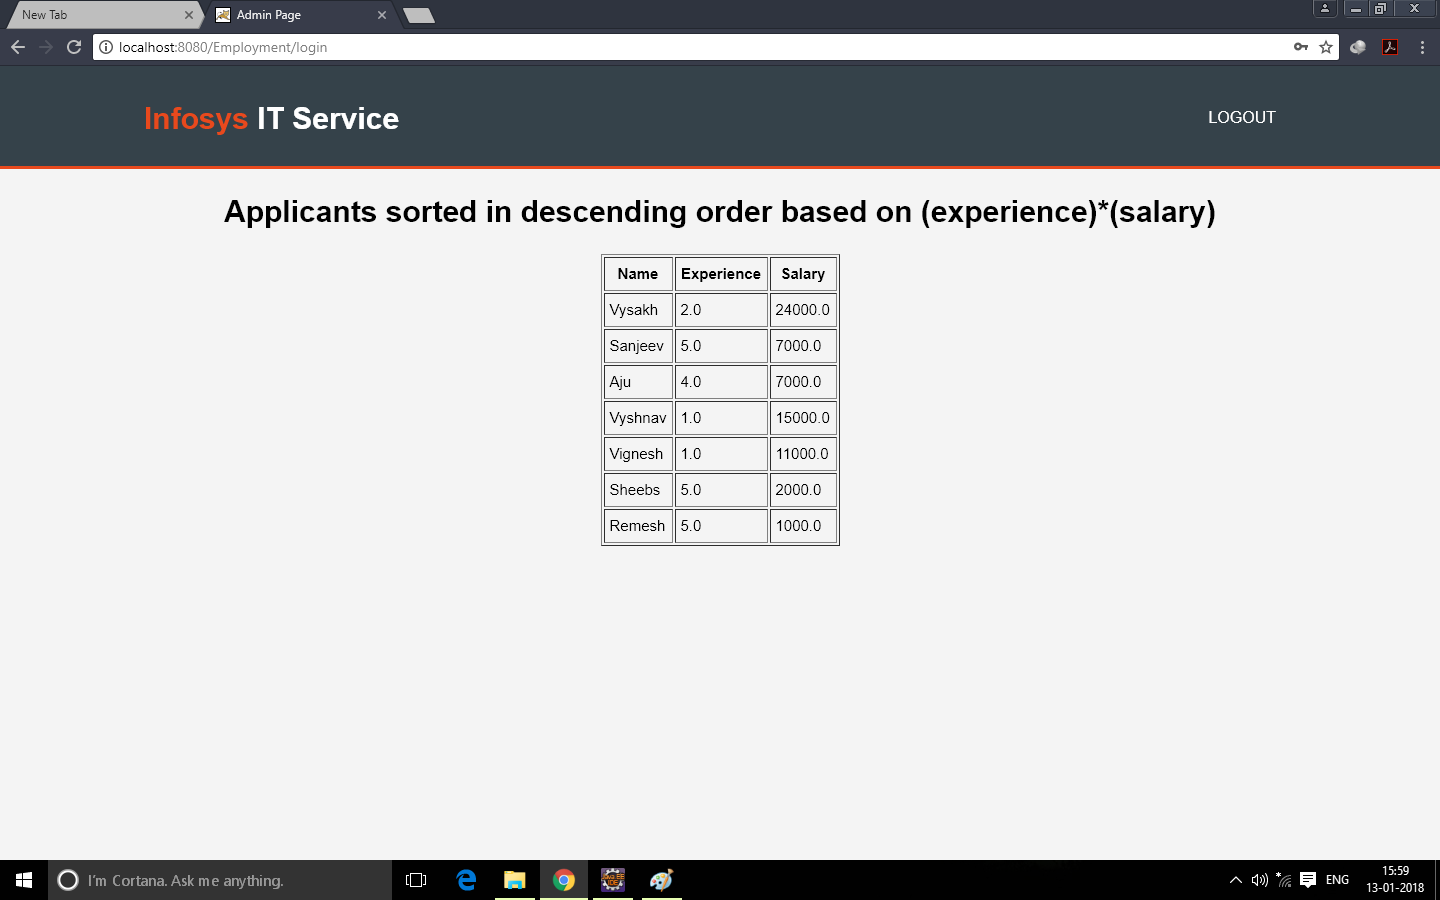 New Tab
Admin Page
localhost:8080/Employment/login
Infosys IT Service
LOGOUT
Applicants sorted in descending order based on (experience)*(salary)
Name Experience Salary
Vysakh 2.0 24000.0
Sanjeev 5.0 7000.0
Aju 4.0 7000.0
Vyshnav 1.0 15000.0
Vignesh 1.0 11000.0
Sheebs 5.0 2000.0
Remesh 5.0 1000.0
I'm Cortana. Ask me anything.
Java EE
IDE
ENG
15:59
13-01-2018